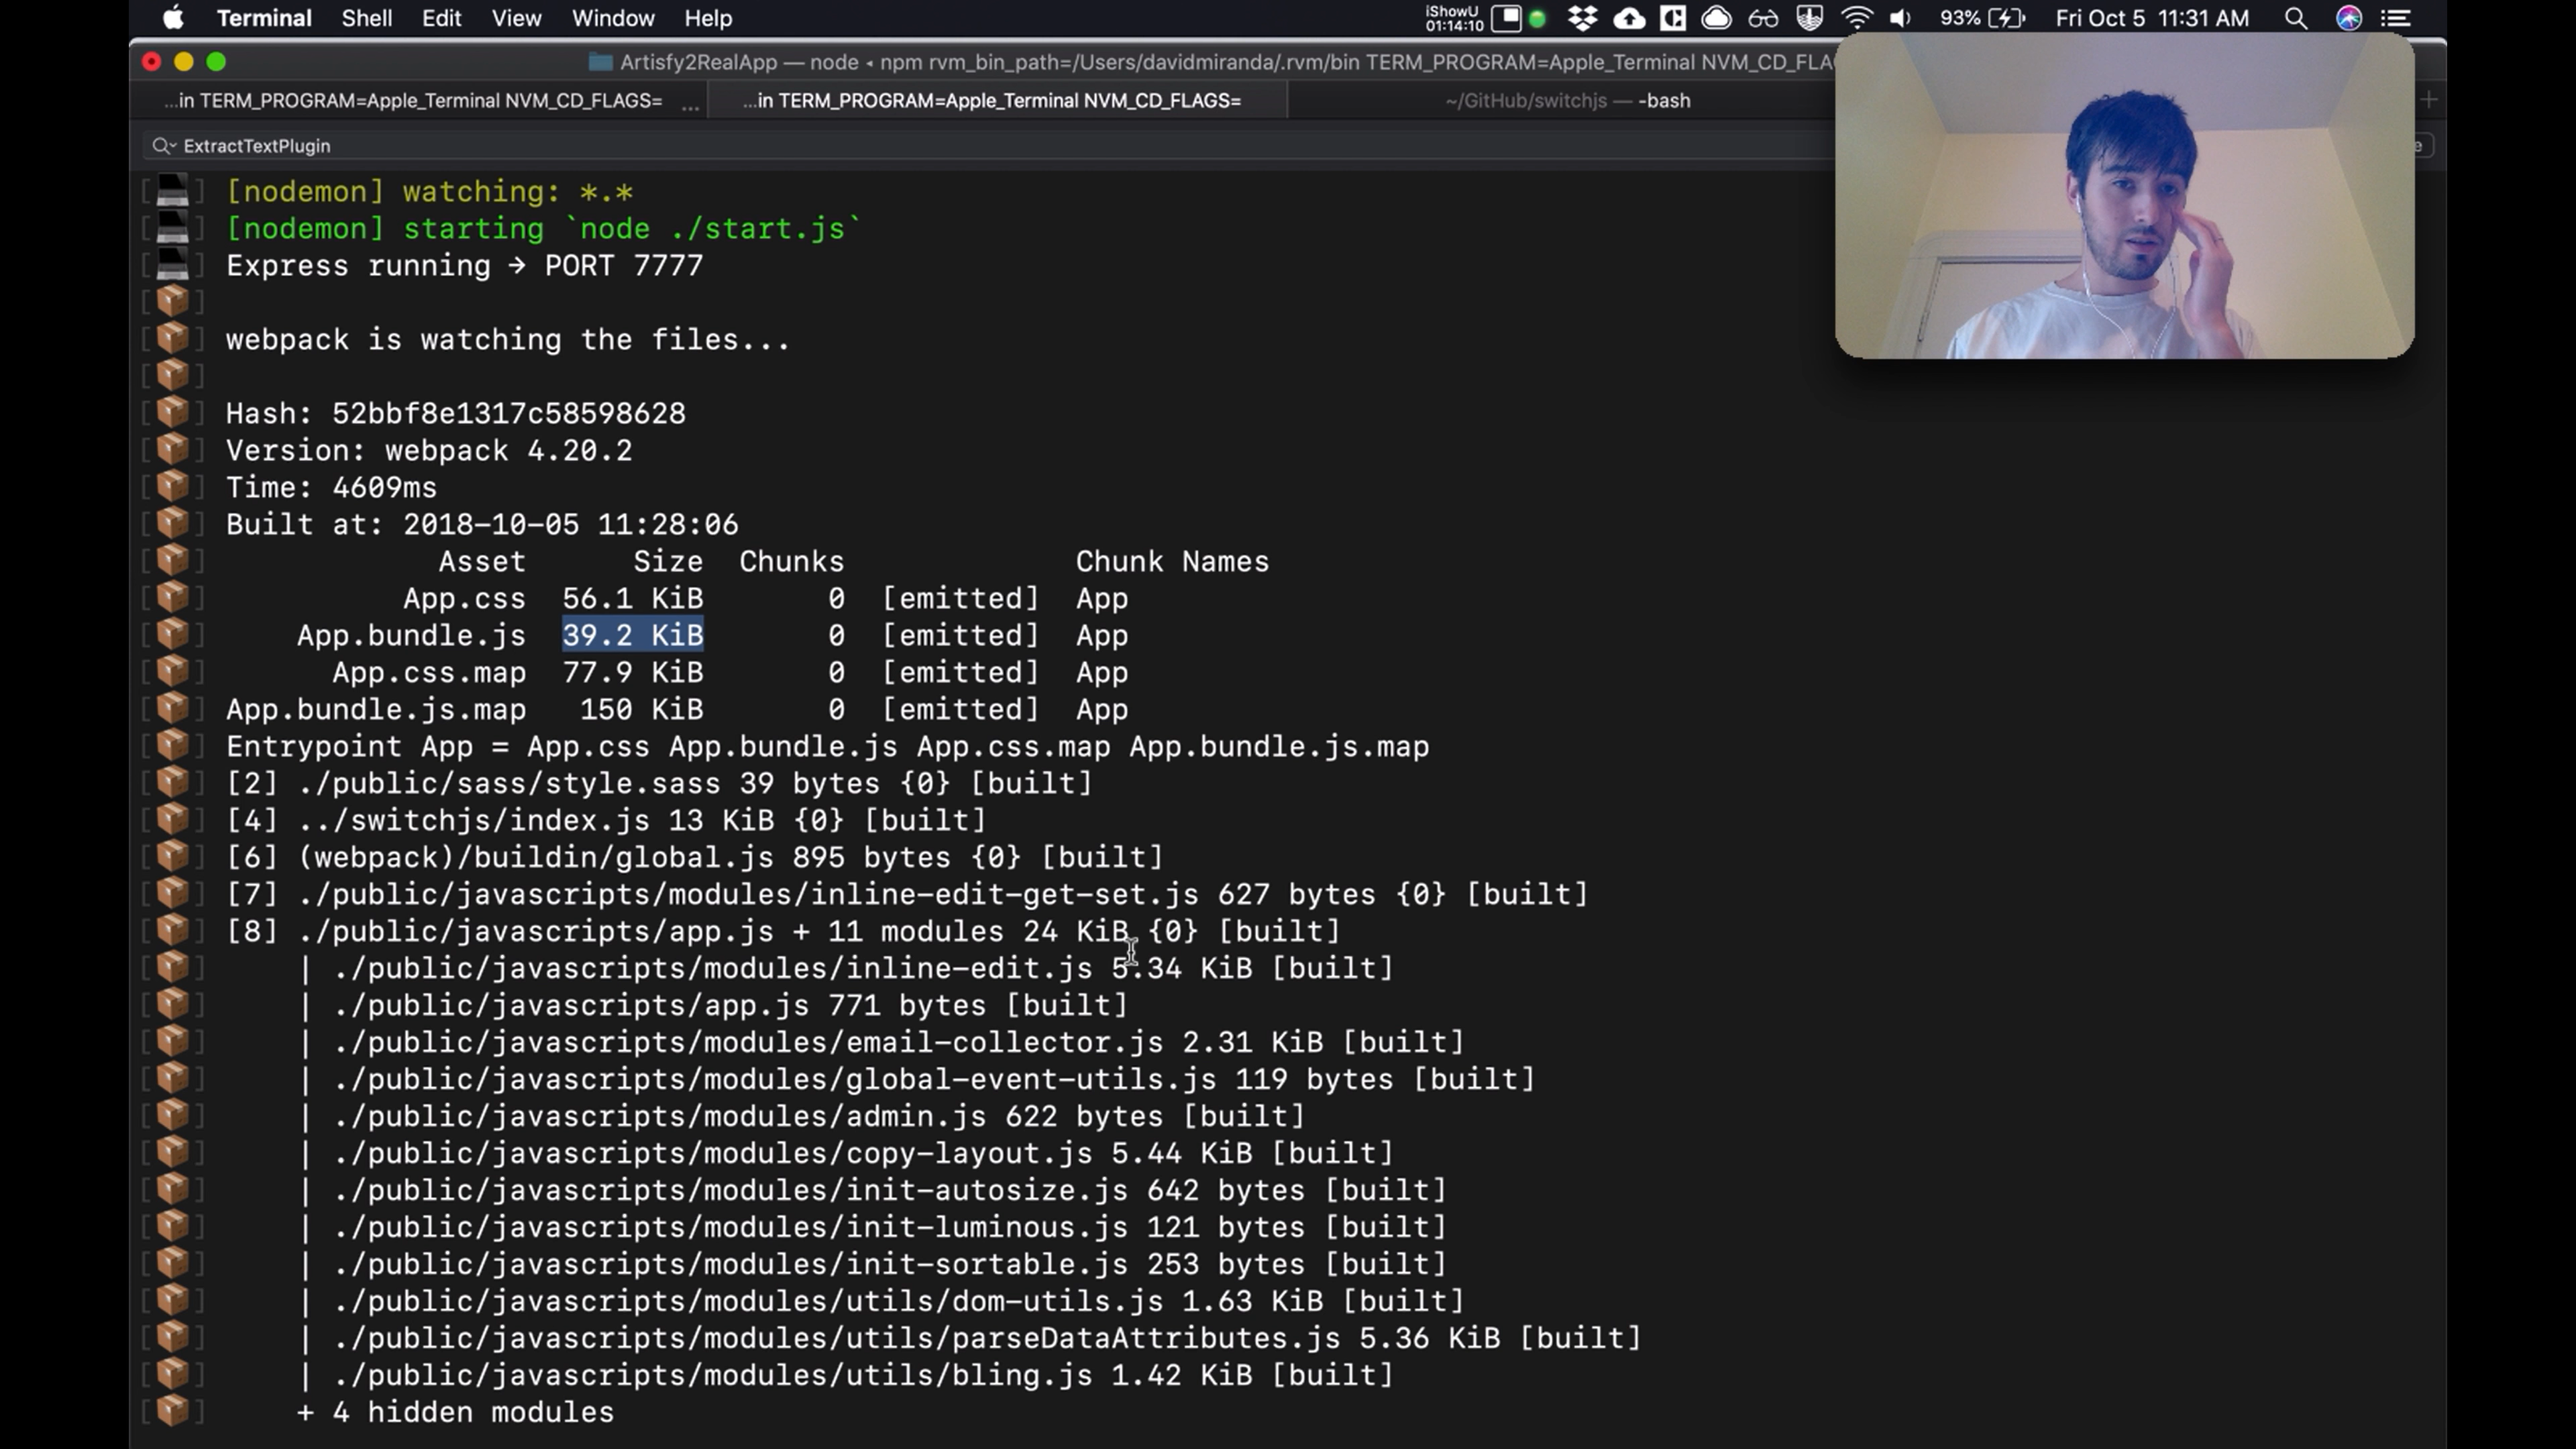 Terminal Shell Edit View Window Help iShowU 01:14:10 93% Fri Oct 5 11:31 AM
Artisfy2RealApp — node ◂ npm rvm_bin_path=/Users/davidmiranda/.rvm/bin TERM_PROGRAM=Apple_Terminal NVM_CD_FLA
...in TERM_PROGRAM=Apple_Terminal NVM_CD_FLAGS= ... ...in TERM_PROGRAM=Apple_Terminal NVM_CD_FLAGS= ~/GitHub/switchjs — -bash +
ExtractTextPlugin
[💻] [nodemon] watching: *.*
[💻] [nodemon] starting `node ./start.js`
[💻] Express running → PORT 7777
[📦]
[📦] webpack is watching the files...
[📦]
[📦] Hash: 52bbf8e1317c58598628
[📦] Version: webpack 4.20.2
[📦] Time: 4609ms
[📦] Built at: 2018-10-05 11:28:06
[📦] Asset Size Chunks Chunk Names
[📦] App.css 56.1 KiB 0 [emitted] App
[📦] App.bundle.js 39.2 KiB 0 [emitted] App
[📦] App.css.map 77.9 KiB 0 [emitted] App
[📦] App.bundle.js.map 150 KiB 0 [emitted] App
[📦] Entrypoint App = App.css App.bundle.js App.css.map App.bundle.js.map
[📦] [2] ./public/sass/style.sass 39 bytes {0} [built]
[📦] [4] ../switchjs/index.js 13 KiB {0} [built]
[📦] [6] (webpack)/buildin/global.js 895 bytes {0} [built]
[📦] [7] ./public/javascripts/modules/inline-edit-get-set.js 627 bytes {0} [built]
[📦] [8] ./public/javascripts/app.js + 11 modules 24 KiB {0} [built]
[📦] | ./public/javascripts/modules/inline-edit.js 5.34 KiB [built]
[📦] | ./public/javascripts/app.js 771 bytes [built]
[📦] | ./public/javascripts/modules/email-collector.js 2.31 KiB [built]
[📦] | ./public/javascripts/modules/global-event-utils.js 119 bytes [built]
[📦] | ./public/javascripts/modules/admin.js 622 bytes [built]
[📦] | ./public/javascripts/modules/copy-layout.js 5.44 KiB [built]
[📦] | ./public/javascripts/modules/init-autosize.js 642 bytes [built]
[📦] | ./public/javascripts/modules/init-luminous.js 121 bytes [built]
[📦] | ./public/javascripts/modules/init-sortable.js 253 bytes [built]
[📦] | ./public/javascripts/modules/utils/dom-utils.js 1.63 KiB [built]
[📦] | ./public/javascripts/modules/utils/parseDataAttributes.js 5.36 KiB [built]
[📦] | ./public/javascripts/modules/utils/bling.js 1.42 KiB [built]
[📦] + 4 hidden modules